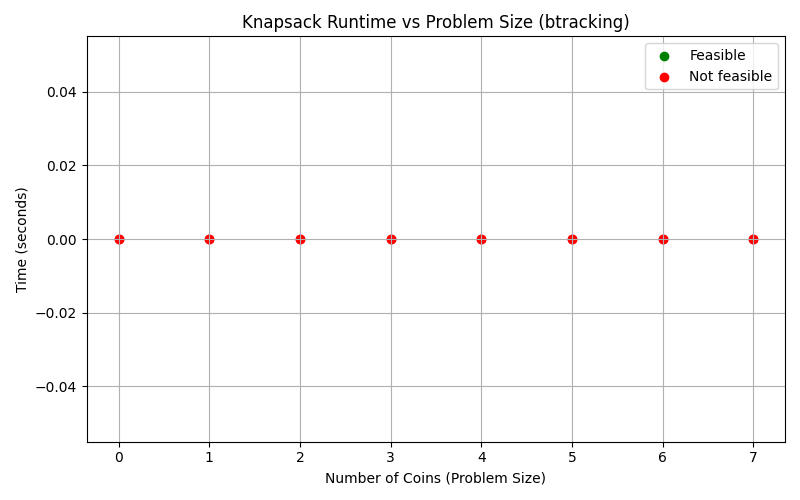 Knapsack Runtime vs Problem Size (btracking)
Feasible
Not feasible
0.04
0.02
0.00
−0.02
−0.04
Time (seconds)
0 1 2 3 4 5 6 7
Number of Coins (Problem Size)